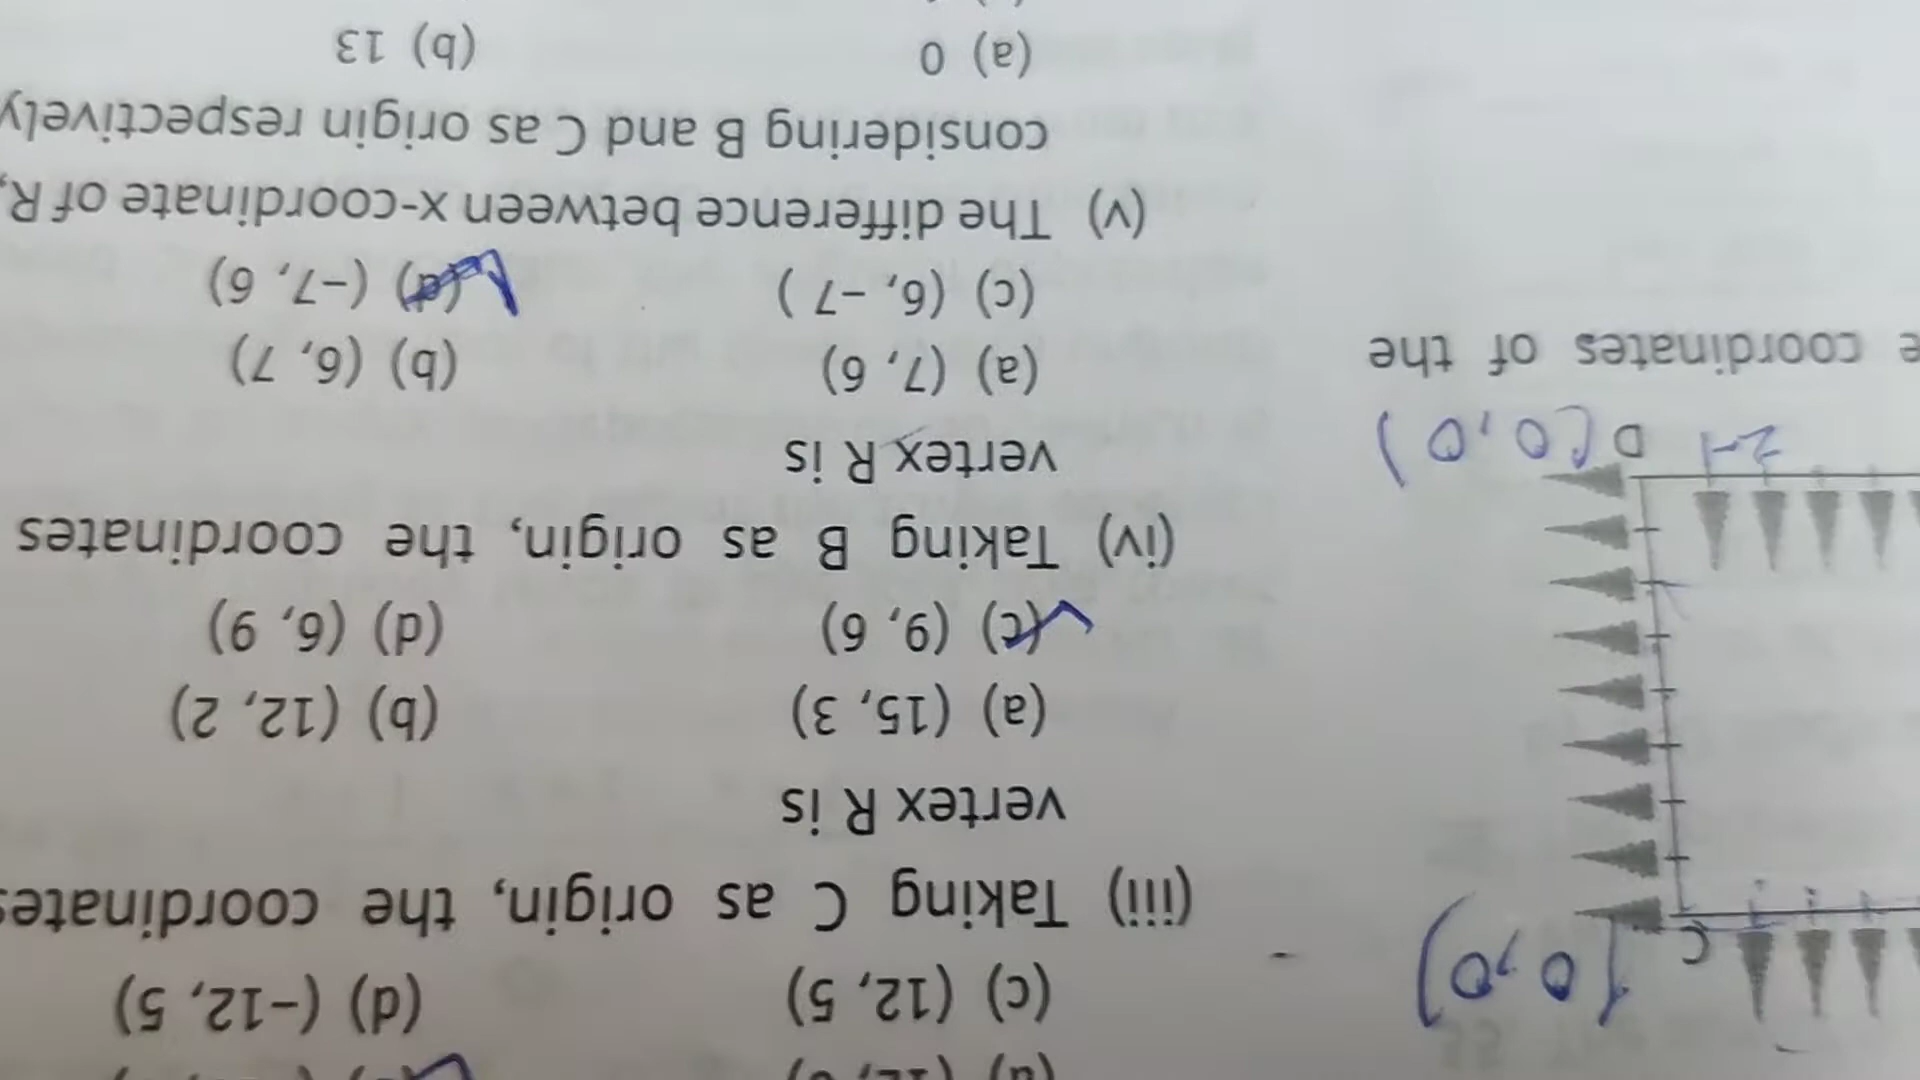 (0,0)
C
2 -1 D (0,0)
coordinates of the
(c) (12, 5) (d) (–12, 5)
(iii) Taking C as origin, the coordinates
vertex R is
(a) (15, 3) (b) (12, 2)
(c) (9, 6) (d) (6, 9)
(iv) Taking B as origin, the coordinates
vertex R is
(a) (7, 6) (b) (6, 7)
(c) (6, –7 ) (d) (–7, 6)
(v) The difference between x-coordinate of R,
considering B and C as origin respectively
(a) 0 (b) 13